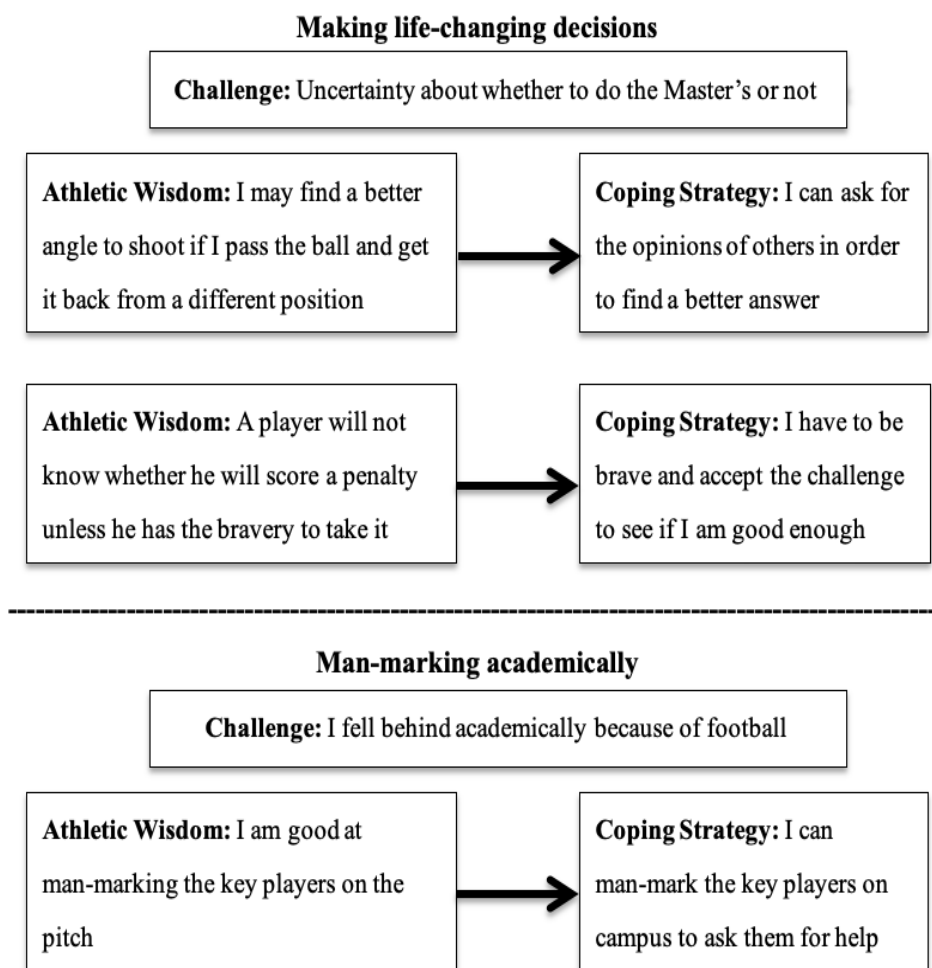 Making life-changing decisions
Challenge: Uncertainty about whether to do the Master's or not
Athletic Wisdom: I may find a better
angle to shoot if I pass the ball and get
it back from a different position
Coping Strategy: I can ask for
the opinions of others in order
to find a better answer
Athletic Wisdom: A player will not
know whether he will score a penalty
unless he has the bravery to take it
Coping Strategy: I have to be
brave and accept the challenge
to see if I am good enough
Man-marking academically
Challenge: I fell behind academically because of football
Athletic Wisdom: I am good at
man-marking the key players on the
pitch
Coping Strategy: I can
man-mark the key players on
campus to ask them for help